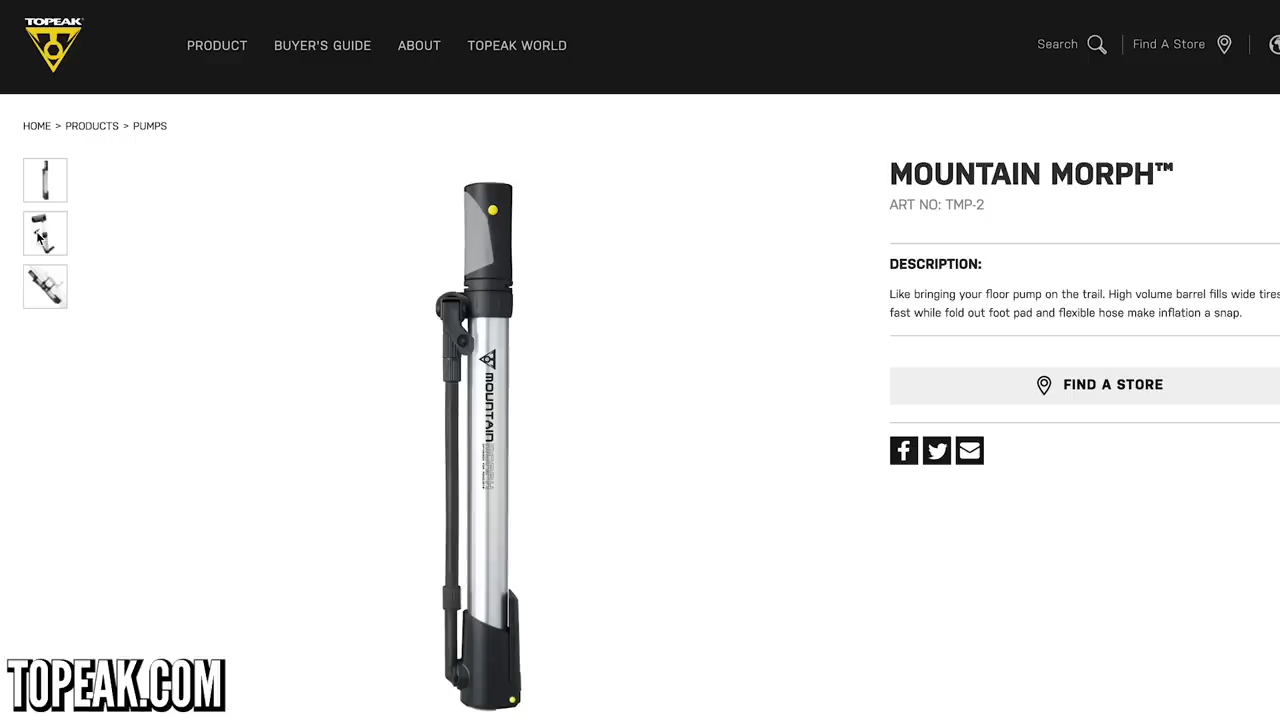 TOPEAK
PRODUCT
BUYER'S GUIDE
ABOUT
TOPEAK WORLD
Search
Find A Store
HOME > PRODUCTS > PUMPS
MOUNTAIN MORPH™
ART NO: TMP-2
DESCRIPTION:
Like bringing your floor pump on the trail. High volume barrel fills wide tires
fast while fold out foot pad and flexible hose make inflation a snap.
FIND A STORE
MOUNTAIN
TOPEAK.COM